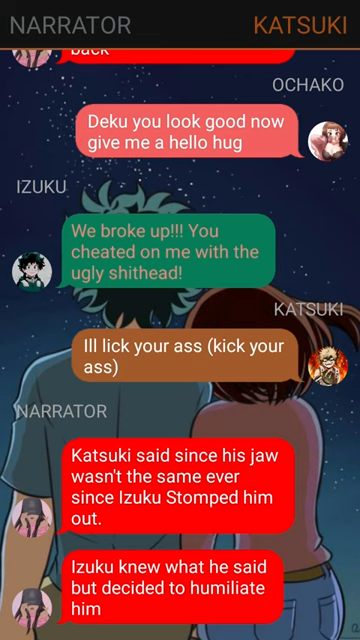 NARRATOR
KATSUKI
back
OCHAKO
Deku you look good now
give me a hello hug
IZUKU
We broke up!!! You
cheated on me with the
ugly shithead!
KATSUKI
Ill lick your ass (kick your
ass)
NARRATOR
Katsuki said since his jaw
wasn't the same ever
since Izuku Stomped him
out.
Izuku knew what he said
but decided to humiliate
him